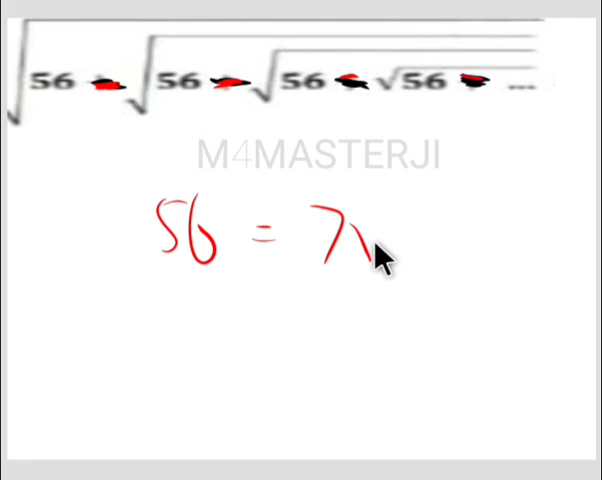 √56 - √56 - √56 - √56 - ...
M4MASTERJI
56 = 7